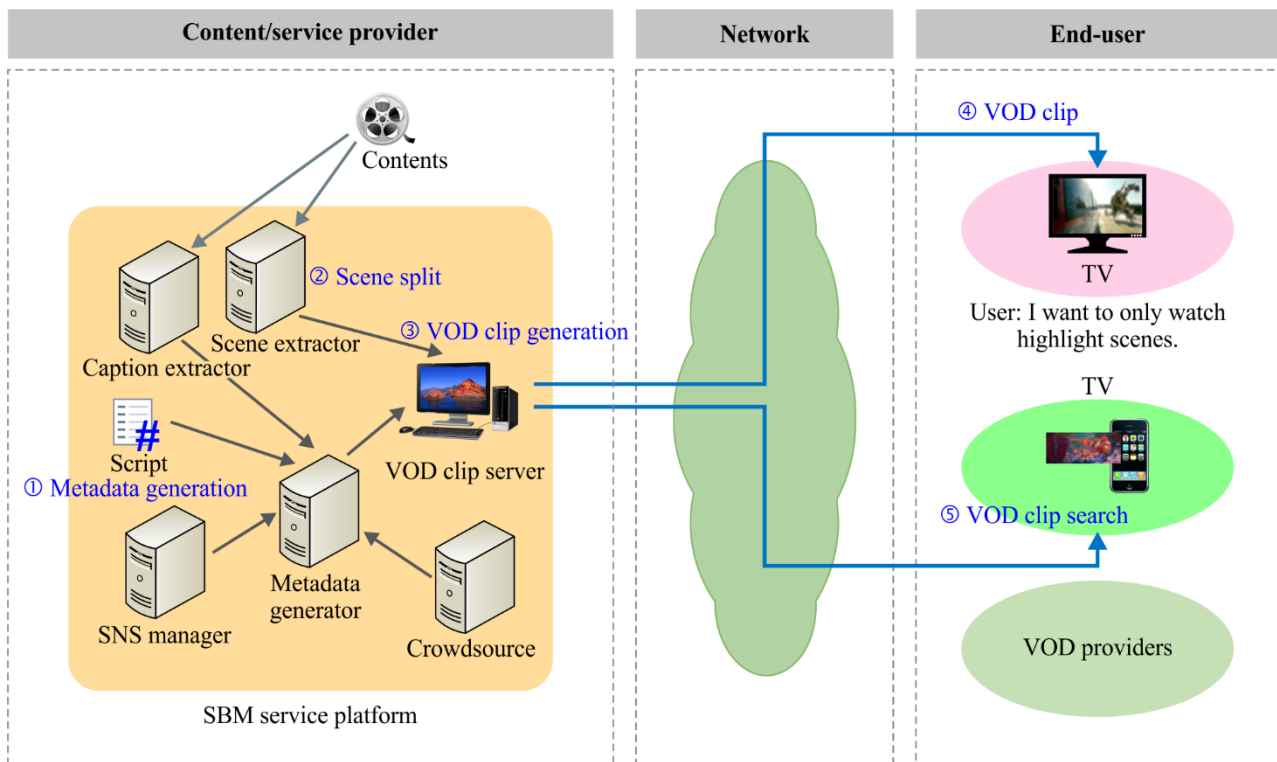 Content/service provider
Network
End-user
Contents
② Scene split
③ VOD clip generation
Scene extractor
Caption extractor
#
Script
① Metadata generation
VOD clip server
Metadata
generator
SNS manager
Crowdsource
SBM service platform
④ VOD clip
TV
User: I want to only watch
highlight scenes.
TV
⑤ VOD clip search
VOD providers